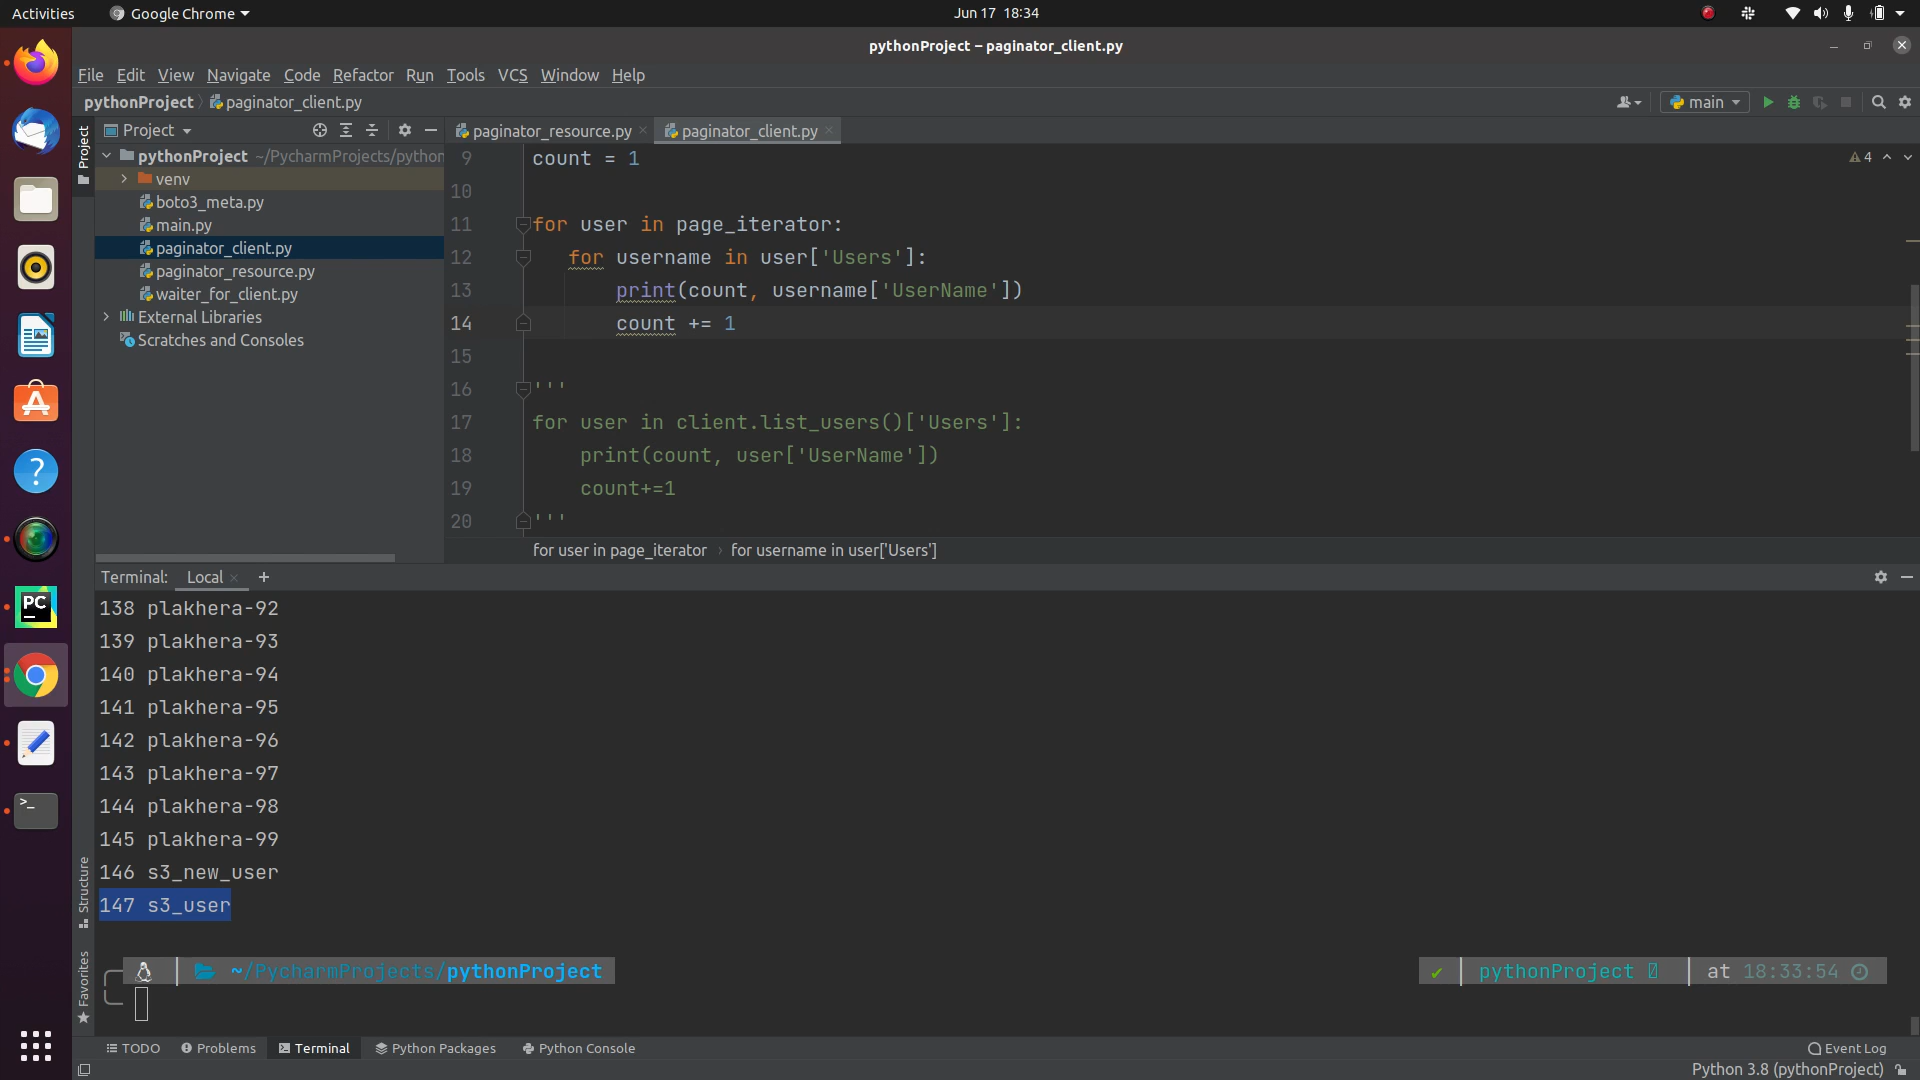 Activities Google Chrome Jun 17 18:34
pythonProject – paginator_client.py
File Edit View Navigate Code Refactor Run Tools VCS Window Help
pythonProject paginator_client.py main
Project paginator_resource.py paginator_client.py
Project
pythonProject ~/PycharmProjects/python
venv
boto3_meta.py
main.py
paginator_client.py
paginator_resource.py
waiter_for_client.py
External Libraries
Scratches and Consoles
4
9 count = 1
10
11 for user in page_iterator:
12 for username in user['Users']:
13 print(count, username['UserName'])
14 count += 1
15
16 '''
17 for user in client.list_users()['Users']:
18 print(count, user['UserName'])
19 count+=1
20 '''
for user in page_iterator › for username in user['Users']
Terminal: Local +
138 plakhera-92
139 plakhera-93
140 plakhera-94
141 plakhera-95
142 plakhera-96
143 plakhera-97
144 plakhera-98
145 plakhera-99
146 s3_new_user
147 s3_user
~/PycharmProjects/pythonProject pythonProject at 18:33:54
Structure
Favorites
TODO Problems Terminal Python Packages Python Console Event Log
Python 3.8 (pythonProject)
PC